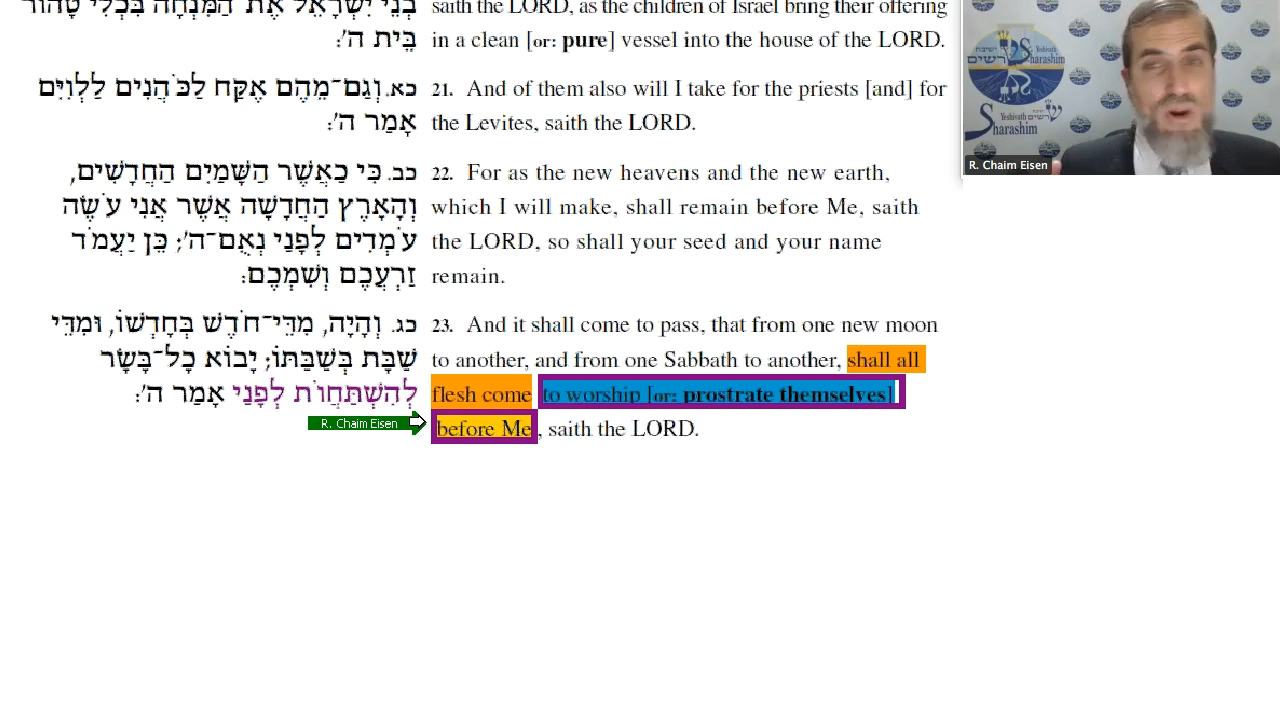 בְנֵי יִשְׂרָאֵל אֶת הַמִּנְחָה בִּכְלִי טָהוֹר
בֵּית ה':
saith the LORD, as the children of Israel bring their offering
in a clean [or: pure] vessel into the house of the LORD.
כא. וְגַם־מֵהֶם אֶקַּח לַכֹּהֲנִים לַלְוִיִּם
אָמַר ה':
21. And of them also will I take for the priests [and] for
the Levites, saith the LORD.
כב. כִּי כַאֲשֶׁר הַשָּׁמַיִם הַחֲדָשִׁים,
וְהָאָרֶץ הַחֲדָשָׁה אֲשֶׁר אֲנִי עֹשֶׂה
עֹמְדִים לְפָנַי נְאֻם־ה'; כֵּן יַעֲמֹד
זַרְעֲכֶם וְשִׁמְכֶם:
22. For as the new heavens and the new earth,
which I will make, shall remain before Me, saith
the LORD, so shall your seed and your name
remain.
כג. וְהָיָה, מִדֵּי־חֹדֶשׁ בְּחָדְשׁוֹ, וּמִדֵּי
שַׁבָּת בְּשַׁבַּתּוֹ; יָבוֹא כָל־בָּשָׂר
לְהִשְׁתַּחֲוֹת לְפָנַי אָמַר ה':
23. And it shall come to pass, that from one new moon
to another, and from one Sabbath to another, shall all
flesh come to worship [or: prostrate themselves]
before Me, saith the LORD.
R. Chaim Eisen
ישיבת
שרשים
Yeshivath
Sharashim
Yeshivath
Sharashim
שרשים
R. Chaim Eisen